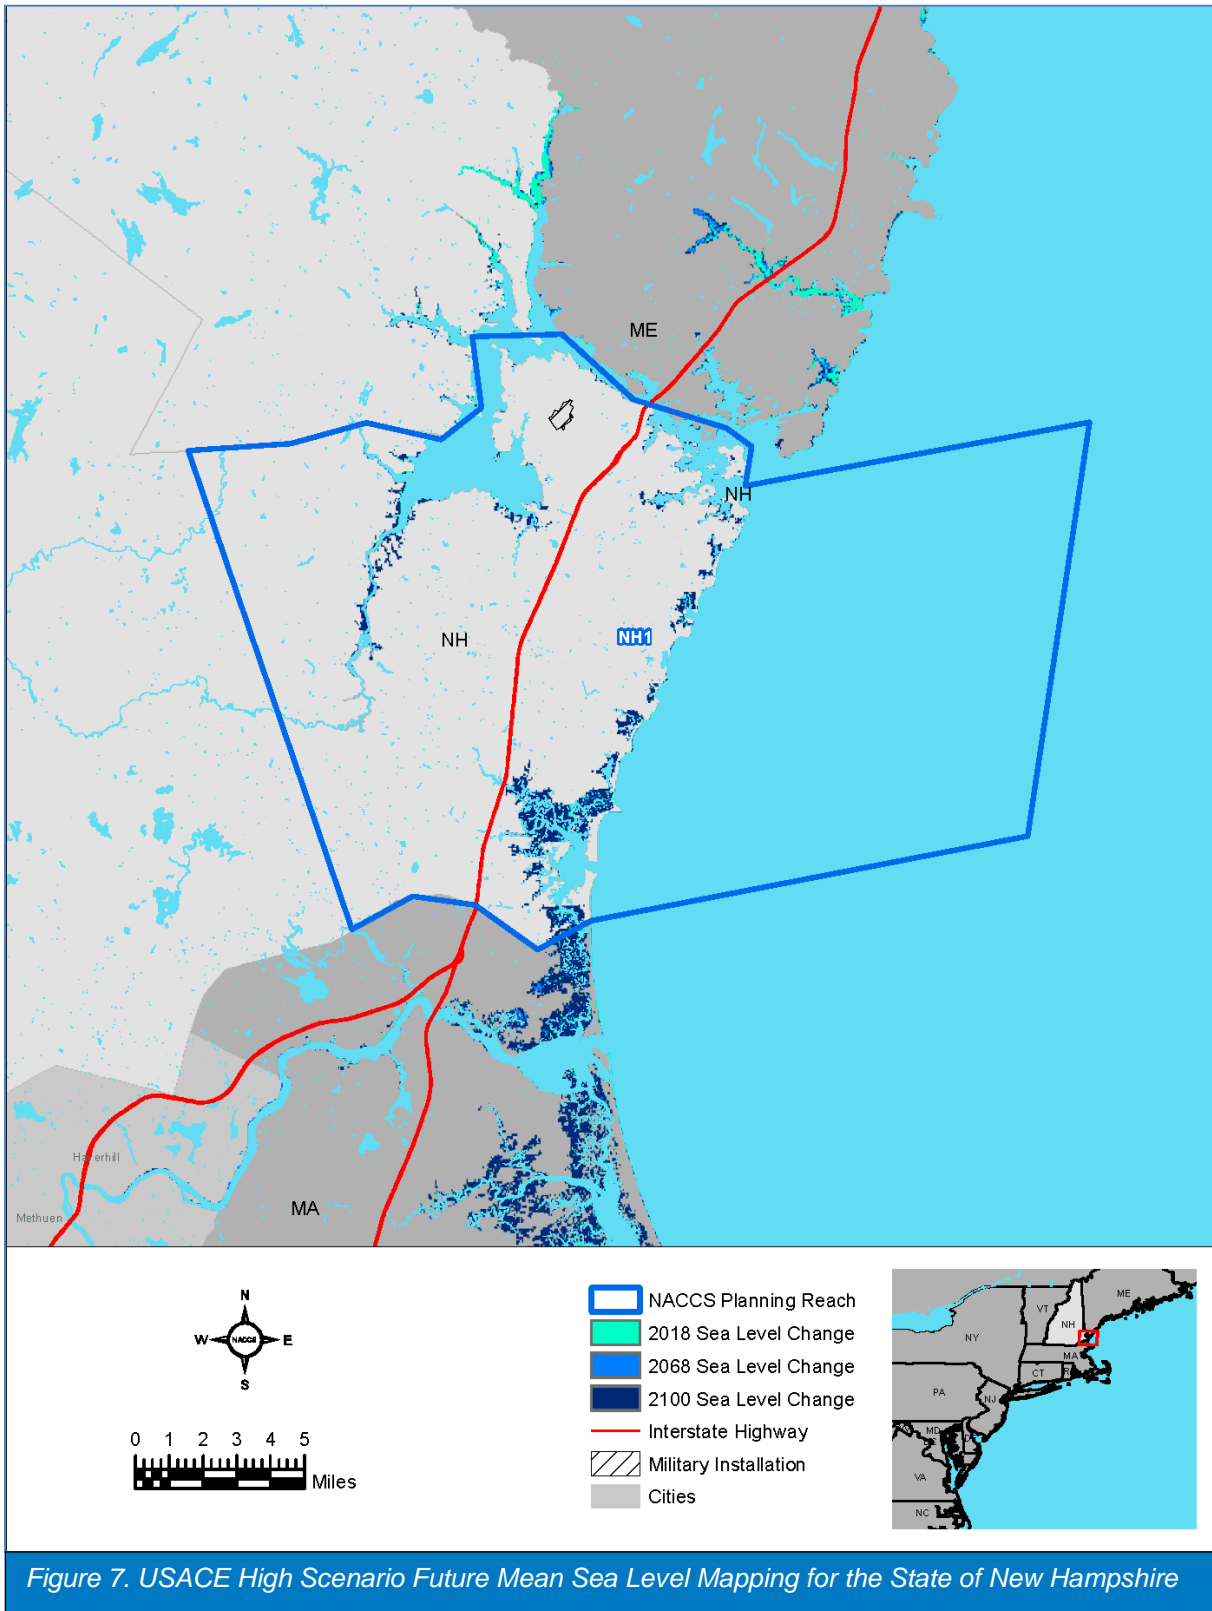 ME
NH
NH
NH1
Haverhill
Methuen
MA
N
W NACCS E
S
0 1 2 3 4 5
Miles
NACCS Planning Reach
2018 Sea Level Change
2068 Sea Level Change
2100 Sea Level Change
Interstate Highway
Military Installation
Cities
ME
VT
NH
NY
MA
CT
PA
NJ
MD
VA
NC
Figure 7. USACE High Scenario Future Mean Sea Level Mapping for the State of New Hampshire